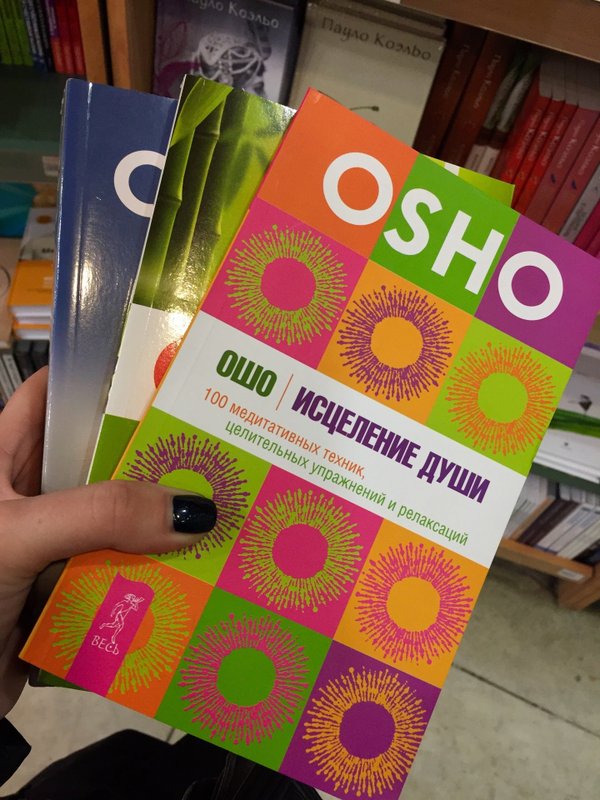 Пауло Коэльо
Пауло Коэльо
OSHO
ОШО | ИСЦЕЛЕНИЕ ДУШИ
100 медитативных техник,
целительных упражнений и релаксаций
ВЕСЬ